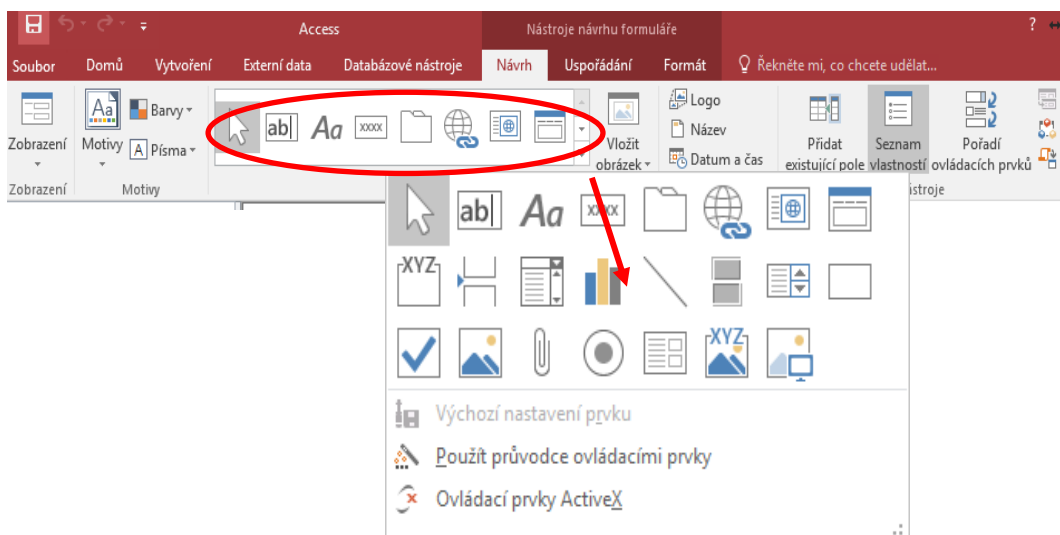 Access
Nástroje návrhu formuláře
?
Soubor Domů Vytvoření Externí data Databázové nástroje Návrh Uspořádání Formát Řekněte mi, co chcete udělat...
Zobrazení
Motivy
Aa
Barvy
A Písma
ab Aa xxxx
Vložit
obrázek
Logo
Název
Datum a čas
Přidat
existující pole
Seznam
vlastností
Pořadí
ovládacích prvků
Zobrazení
Motivy
stroje
ab Aa xxxx
XYZ
XYZ
Výchozí nastavení prvku
Použít průvodce ovládacími prvky
Ovládací prvky ActiveX